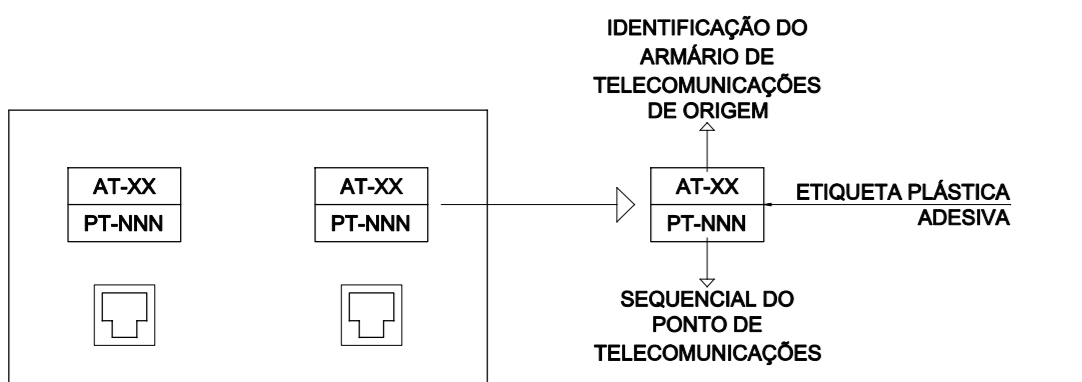 IDENTIFICAÇÃO DO
ARMÁRIO DE
TELECOMUNICAÇÕES
DE ORIGEM
AT-XX
PT-NNN
AT-XX
PT-NNN
AT-XX
PT-NNN
ETIQUETA PLÁSTICA
ADESIVA
SEQUENCIAL DO
PONTO DE
TELECOMUNICAÇÕES